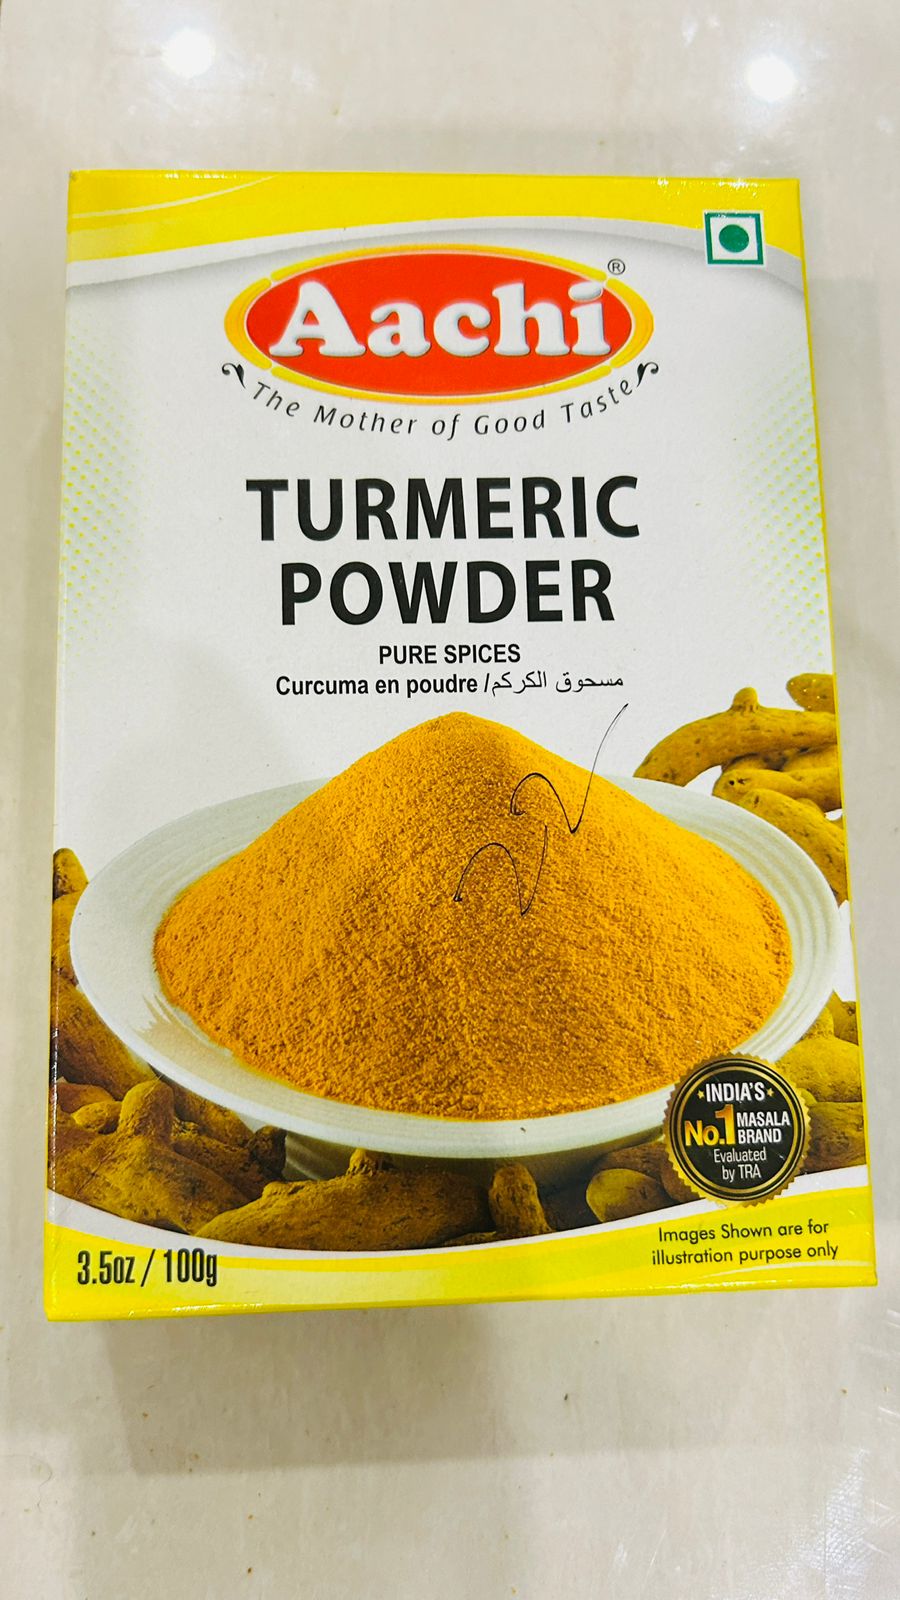 Aachi®
The Mother of Good Taste
TURMERIC
POWDER
PURE SPICES
Curcuma en poudre / مسحوق الكركم
INDIA'S
No.1 MASALA
BRAND
Evaluated
by TRA
Images Shown are for
illustration purpose only
3.5oz / 100g